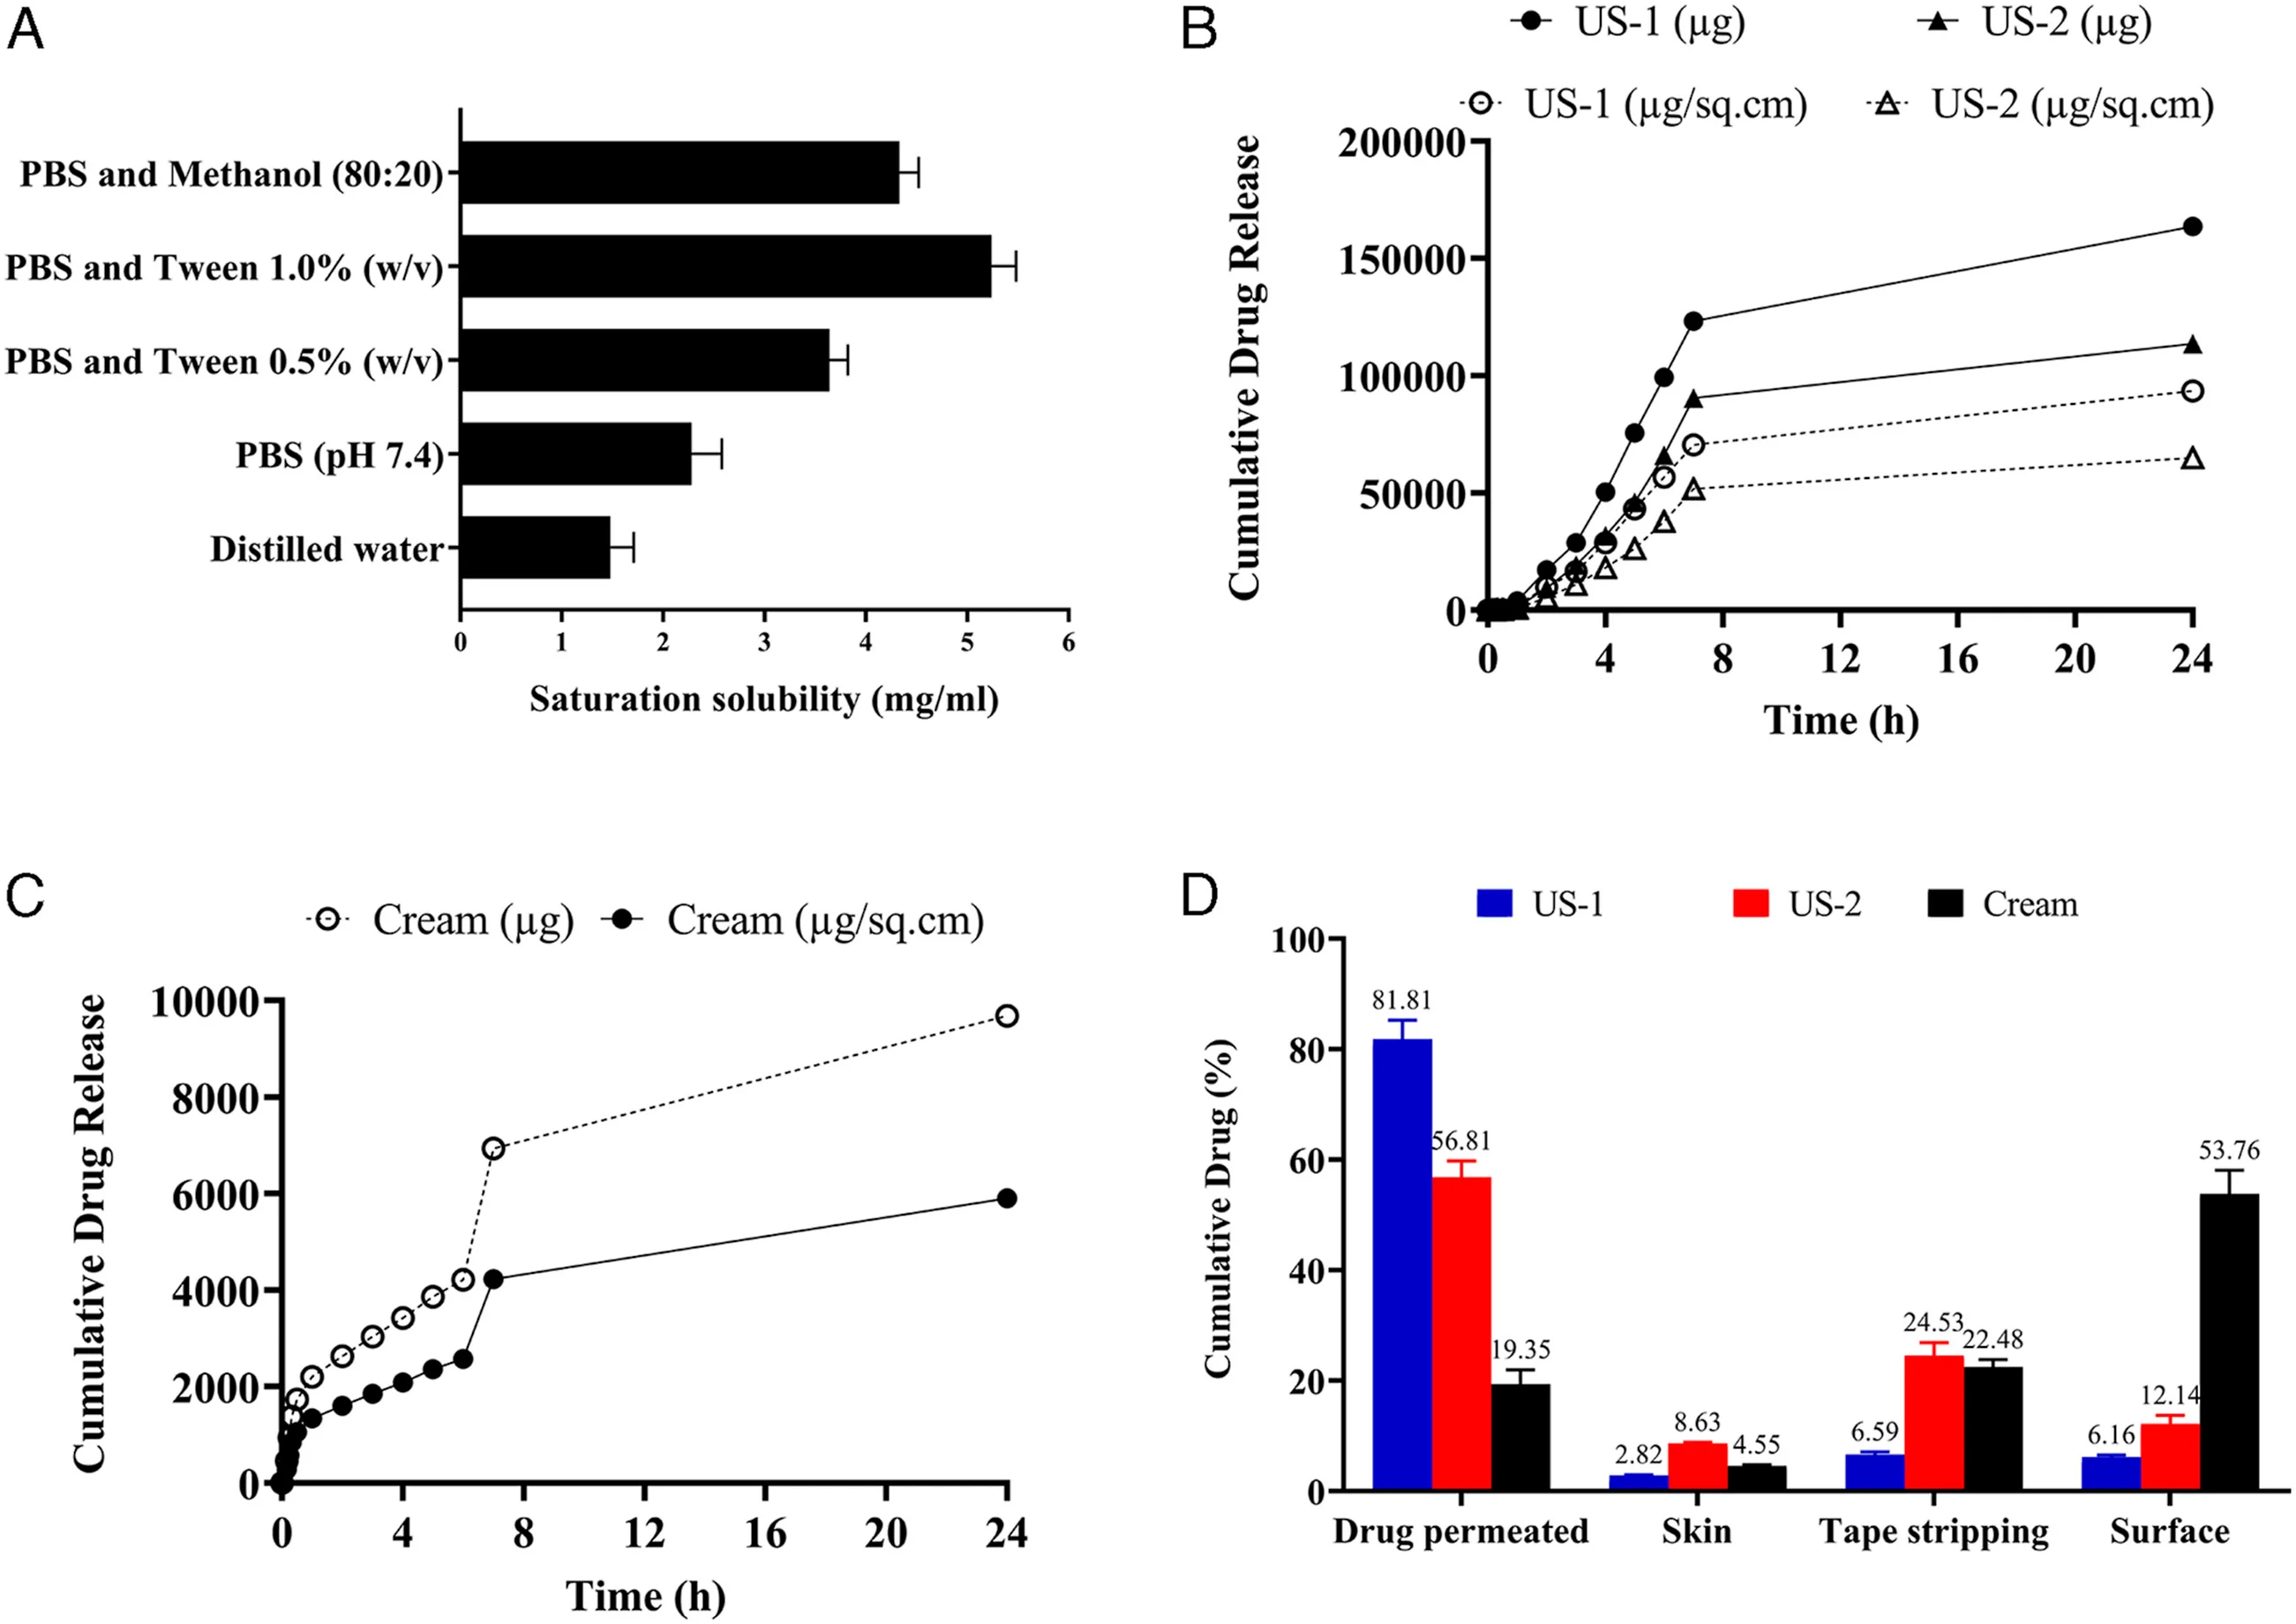 A
PBS and Methanol (80:20)
PBS and Tween 1.0% (w/v)
PBS and Tween 0.5% (w/v)
PBS (pH 7.4)
Distilled water
0 1 2 3 4 5 6
Saturation solubility (mg/ml)
B
US-1 (µg) US-2 (µg)
US-1 (µg/sq.cm) US-2 (µg/sq.cm)
Cumulative Drug Release
200000
150000
100000
50000
0
0 4 8 12 16 20 24
Time (h)
C
Cream (µg) Cream (µg/sq.cm)
Cumulative Drug Release
10000
8000
6000
4000
2000
0
0 4 8 12 16 20 24
Time (h)
D
US-1 US-2 Cream
Cumulative Drug (%)
100
80
60
40
20
0
81.81
56.81
19.35
2.82
8.63
4.55
6.59
24.53
22.48
6.16
12.14
53.76
Drug permeated Skin Tape stripping Surface